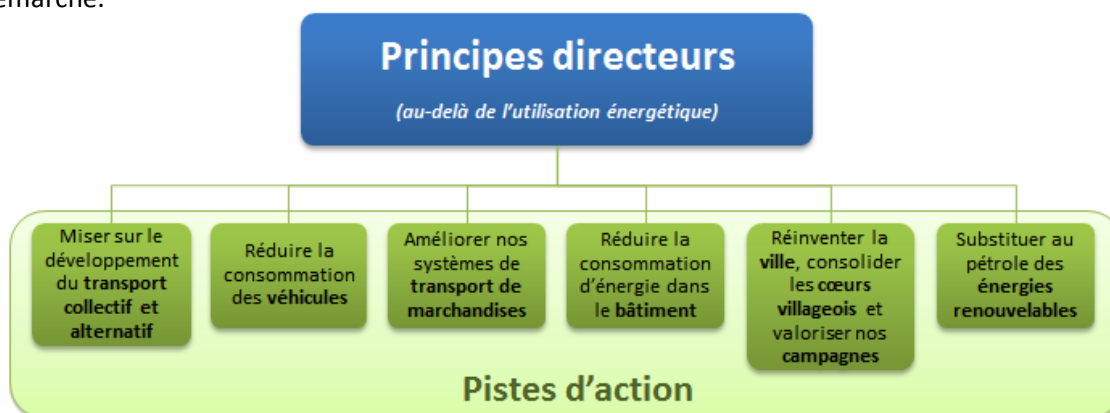 émarche.
Principes directeurs
(au-delà de l'utilisation énergétique)
Miser sur le
développement
du transport
collectif et
alternatif
Réduire la
consommation
des véhicules
Améliorer nos
systèmes de
transport de
marchandises
Réduire la
consommation
d'énergie dans
le bâtiment
Réinventer la
ville, consolider
les cœurs
villageois et
valoriser nos
campagnes
Substituer au
pétrole des
énergies
renouvelables
Pistes d'action